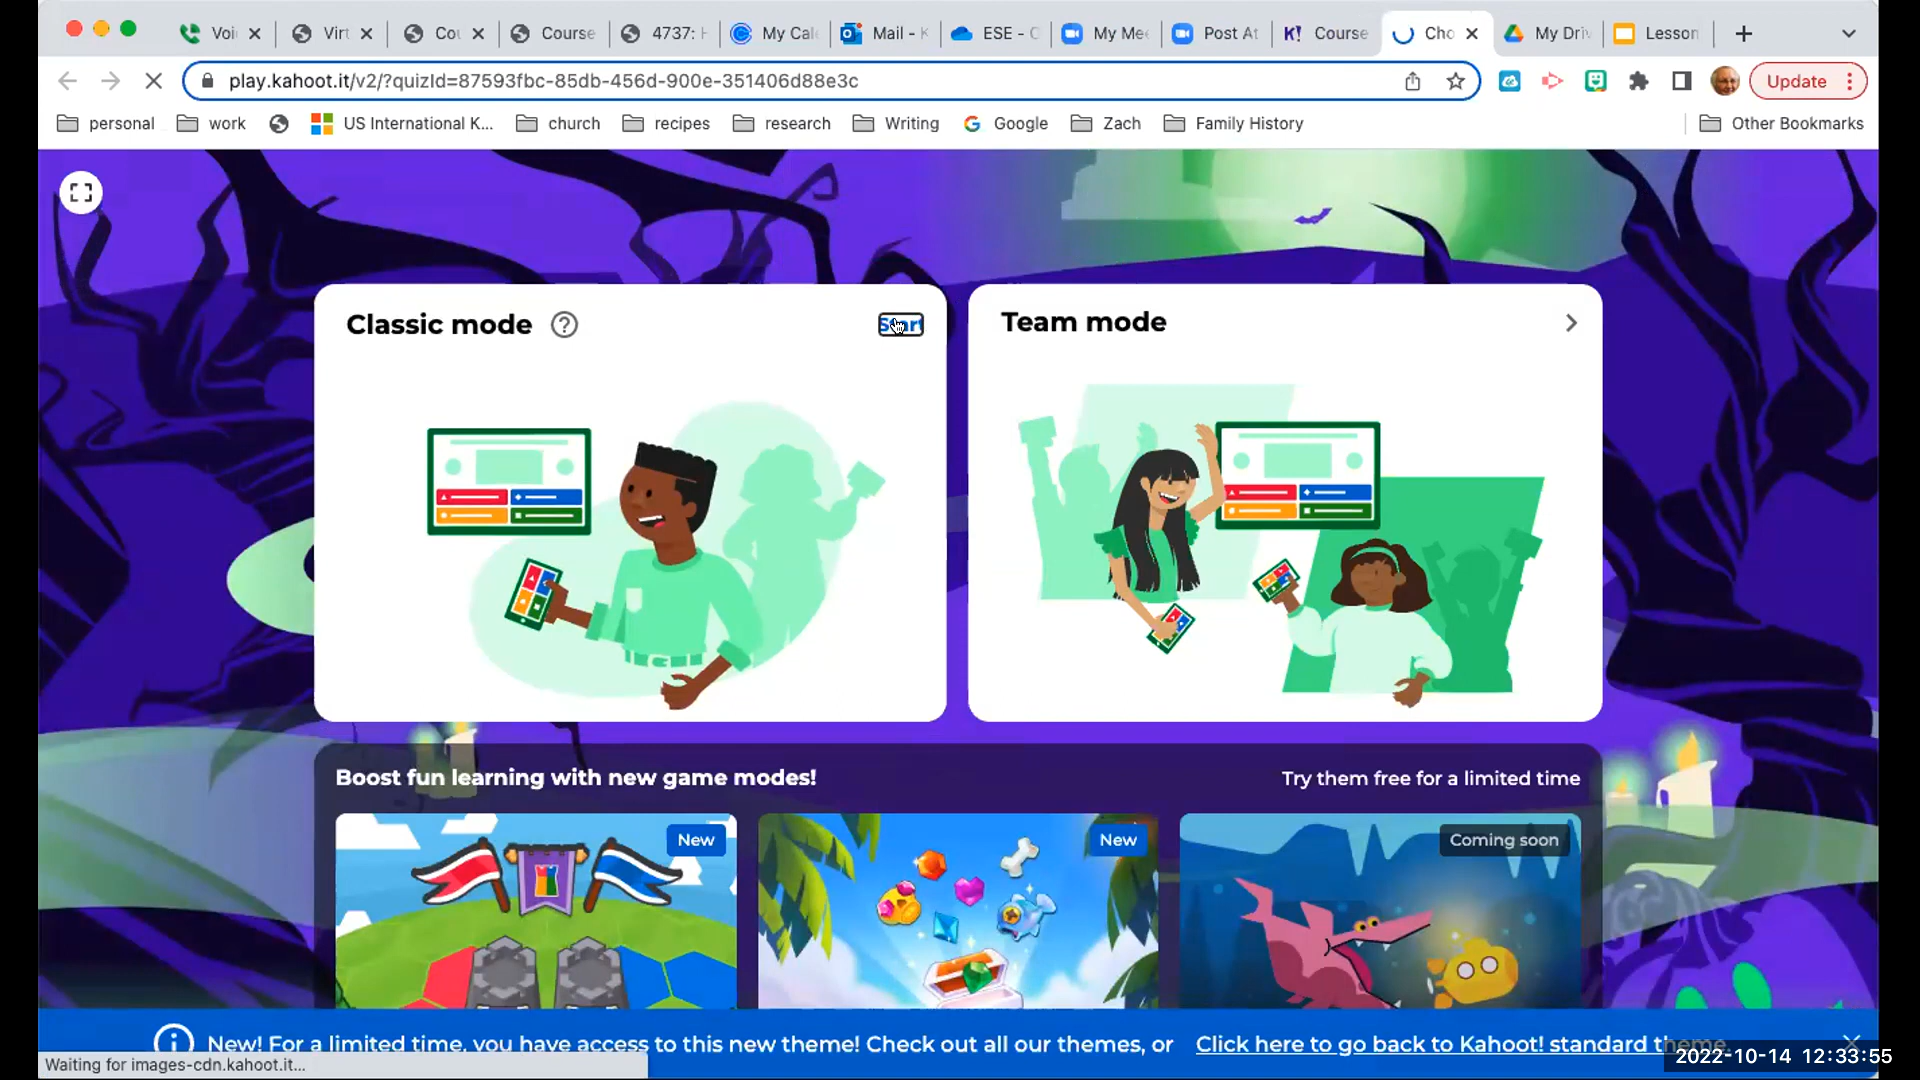 Voi
Virt
Cou
Course
4737: H
My Cal
Mail - K
ESE - C
My Mee
Post At
K! Course
Cho
My Driv
Lesson
play.kahoot.it/v2/?quizId=87593fbc-85db-456d-900e-351406d88e3c
Update
personal
work
US International K...
church
recipes
research
Writing
Google
Zach
Family History
Other Bookmarks
Classic mode
Start
Team mode
Boost fun learning with new game modes!
Try them free for a limited time
New
New
Coming soon
New! For a limited time, you have access to this new theme! Check out all our themes, or Click here to go back to Kahoot! standard theme.
Waiting for images-cdn.kahoot.it...
2022-10-14 12:33:55